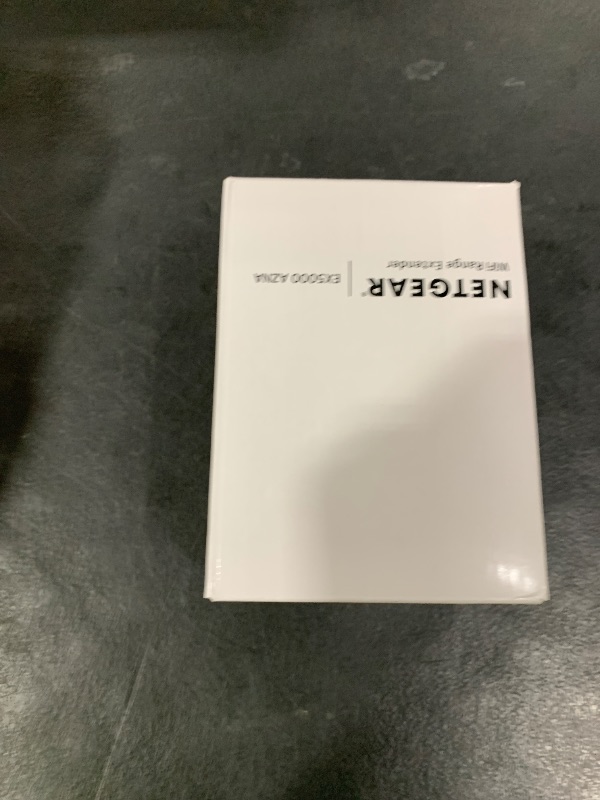 NETGEAR® | EX5000 AZNA
WiFi Range Extender